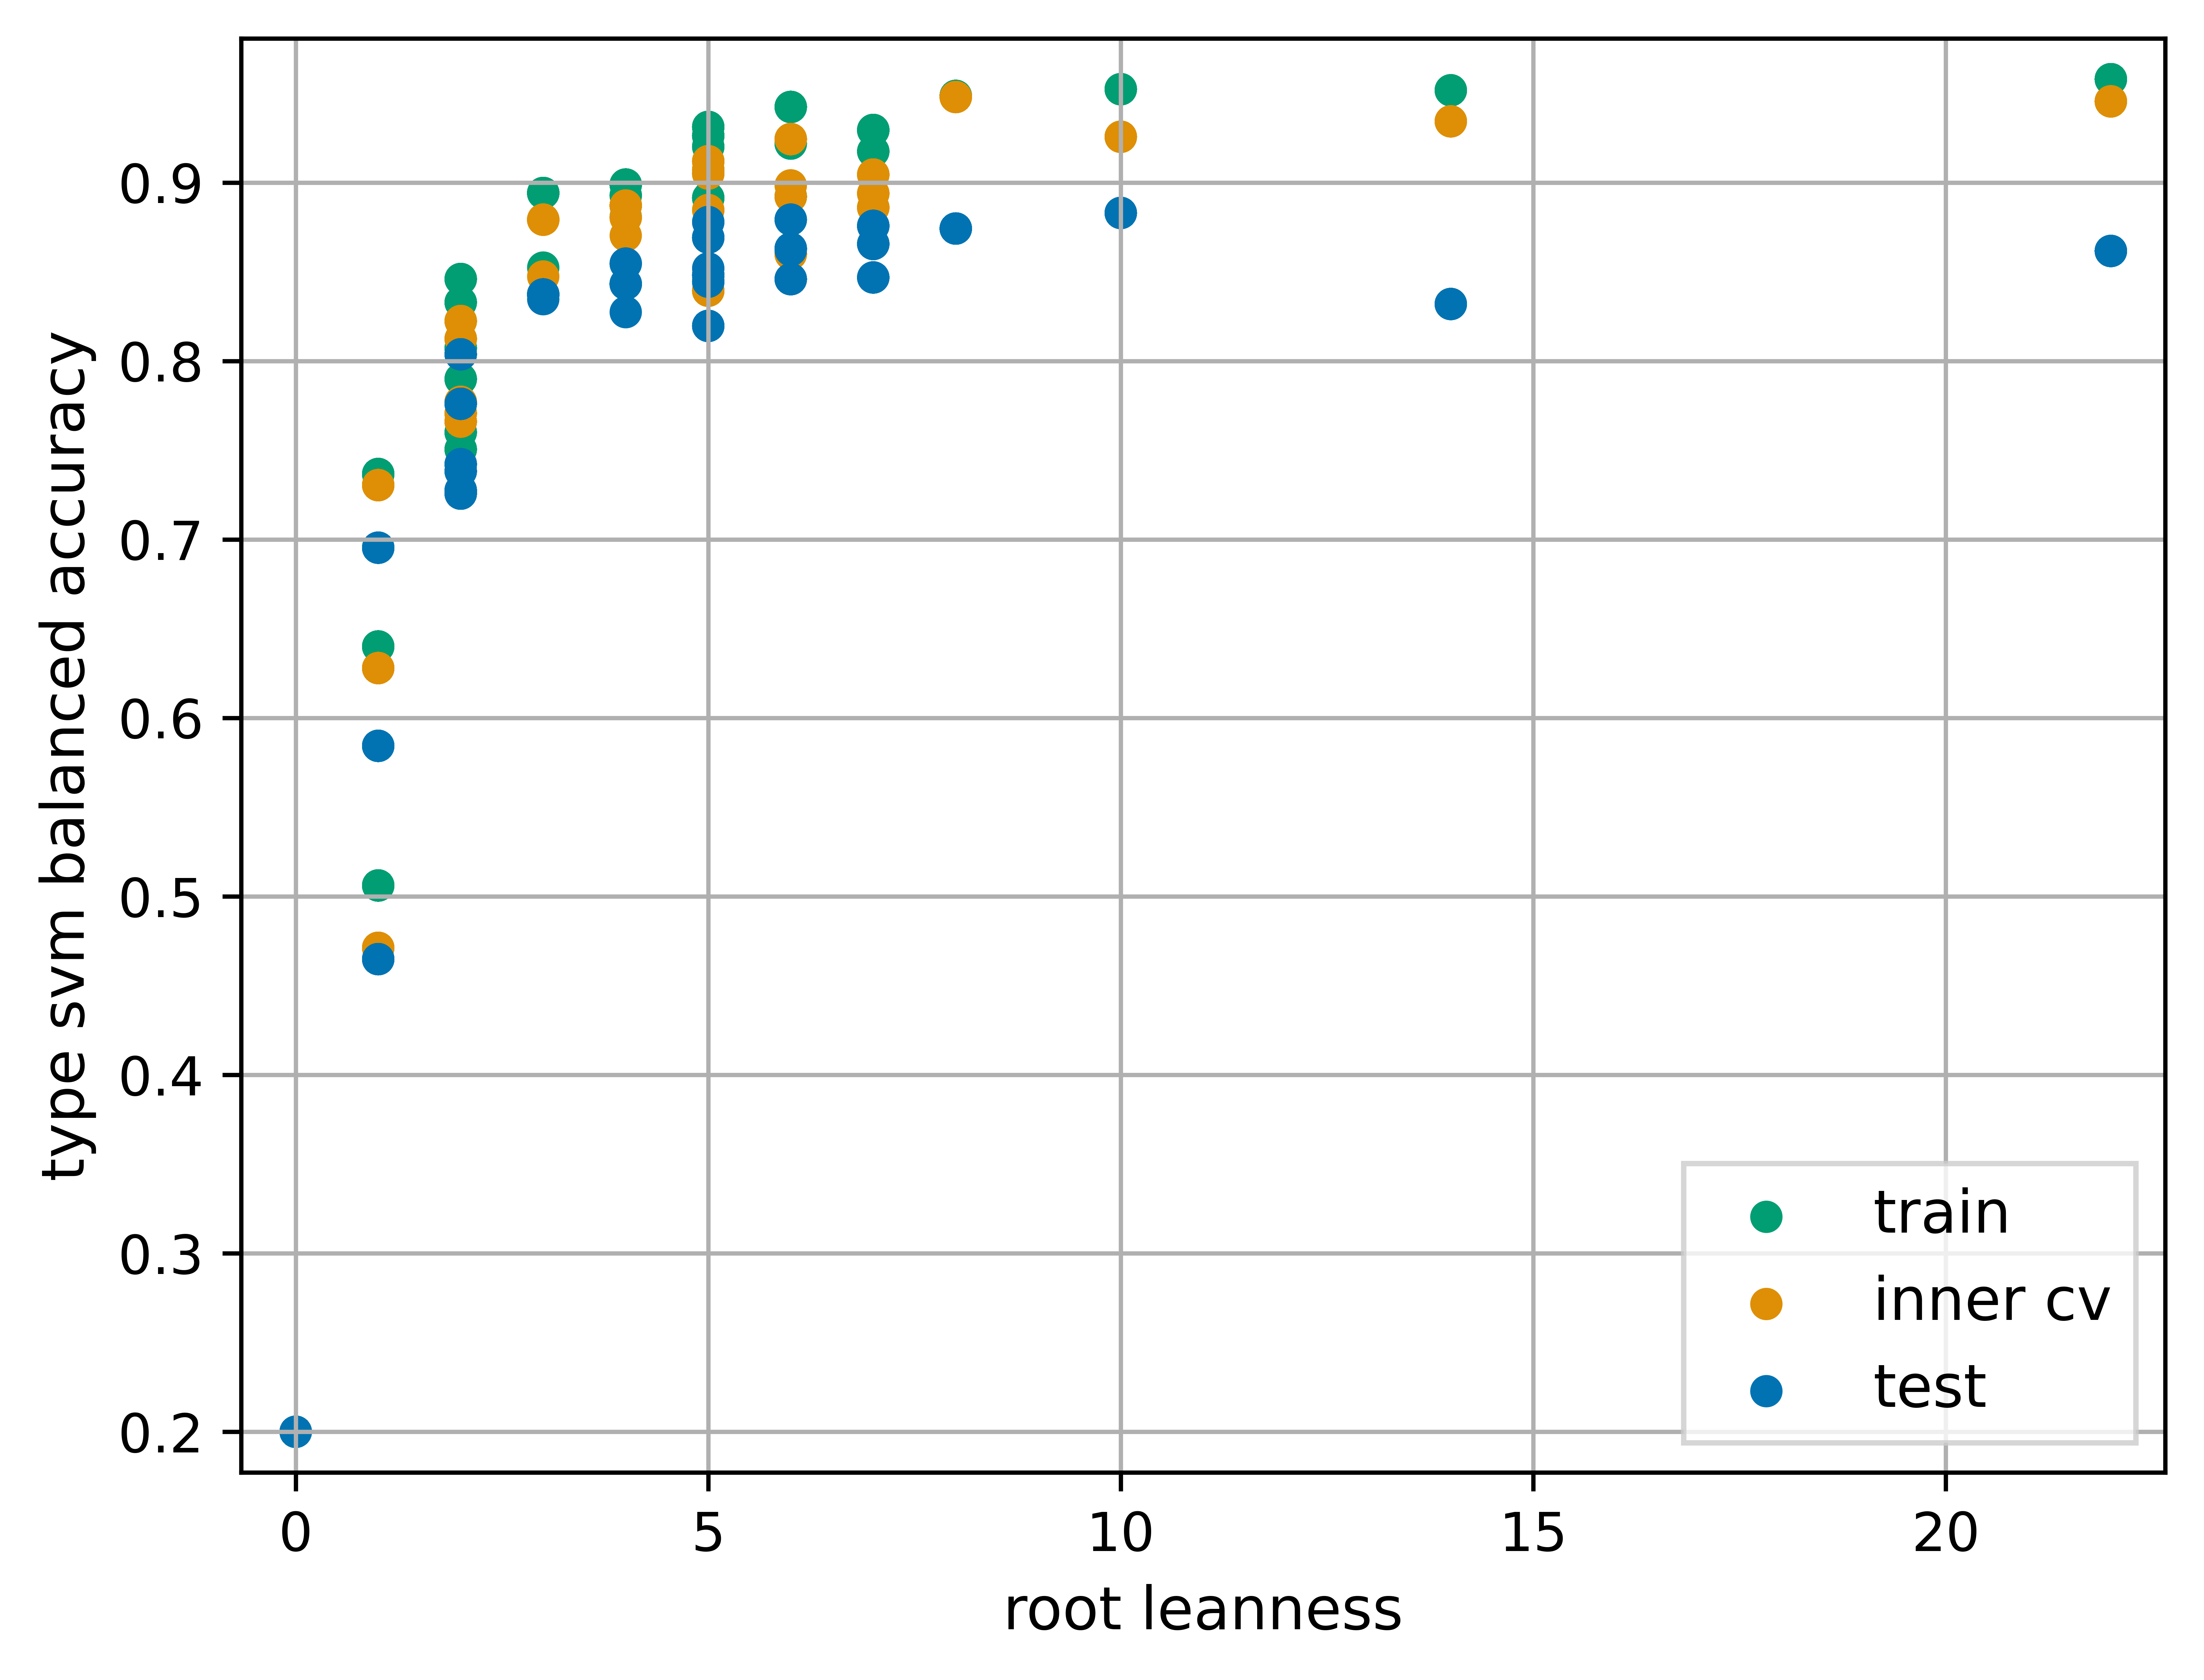 type svm balanced accuracy
0.9
0.8
0.7
0.6
0.5
0.4
0.3
0.2
0 5 10 15 20
root leanness
train
inner cv
test